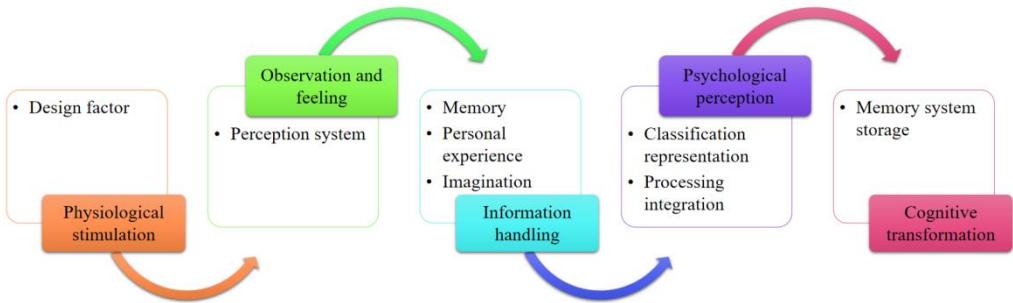 • Design factor
Physiological
stimulation
Observation and
feeling
• Perception system
• Memory
• Personal
experience
• Imagination
Information
handling
Psychological
perception
• Classification
representation
• Processing
integration
• Memory system
storage
Cognitive
transformation